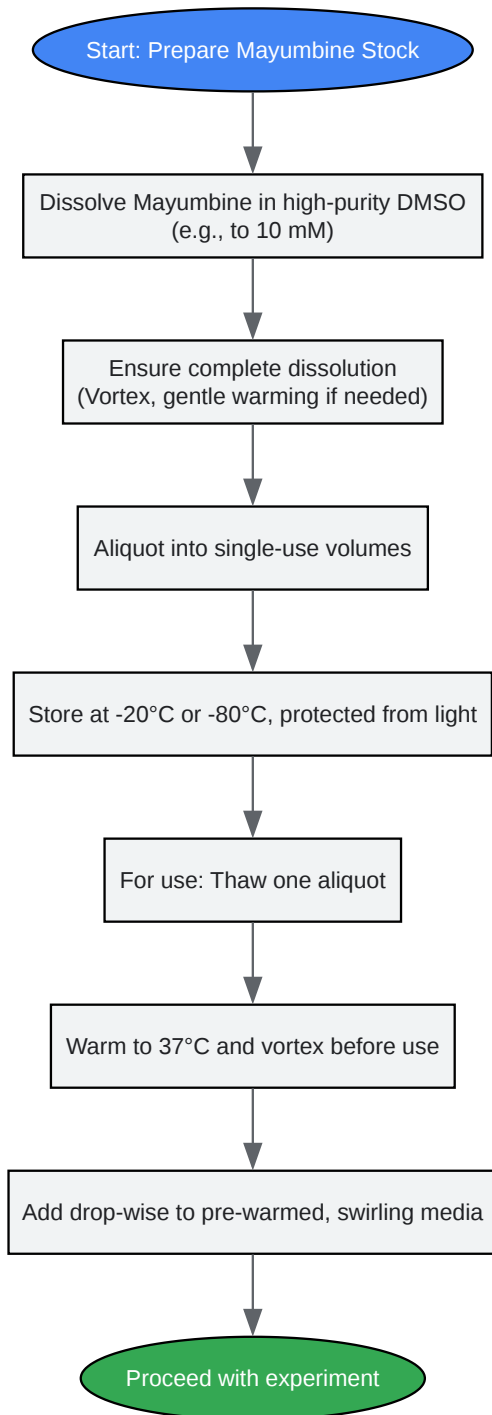 Start: Prepare Mayumbine Stock
Dissolve Mayumbine in high-purity DMSO
(e.g., to 10 mM)
Ensure complete dissolution
(Vortex, gentle warming if needed)
Aliquot into single-use volumes
Store at -20°C or -80°C, protected from light
For use: Thaw one aliquot
Warm to 37°C and vortex before use
Add drop-wise to pre-warmed, swirling media
Proceed with experiment